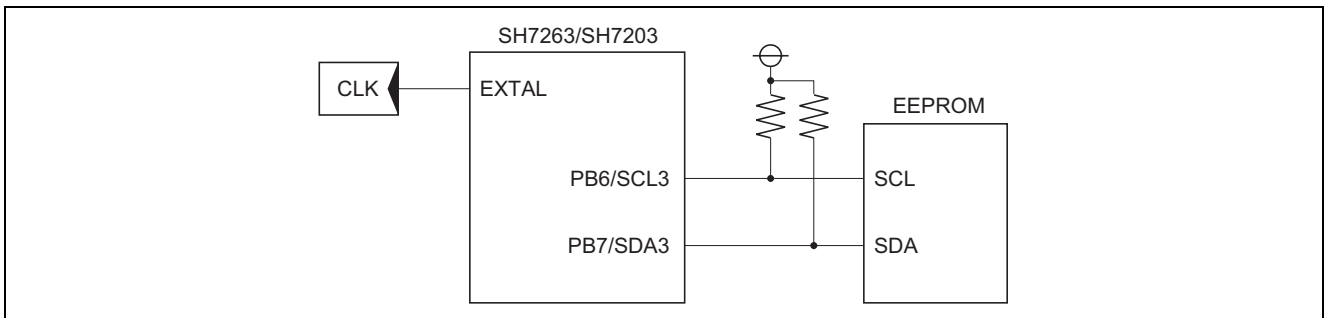 SH7263/SH7203
CLK
EXTAL
EEPROM
PB6/SCL3
SCL
PB7/SDA3
SDA